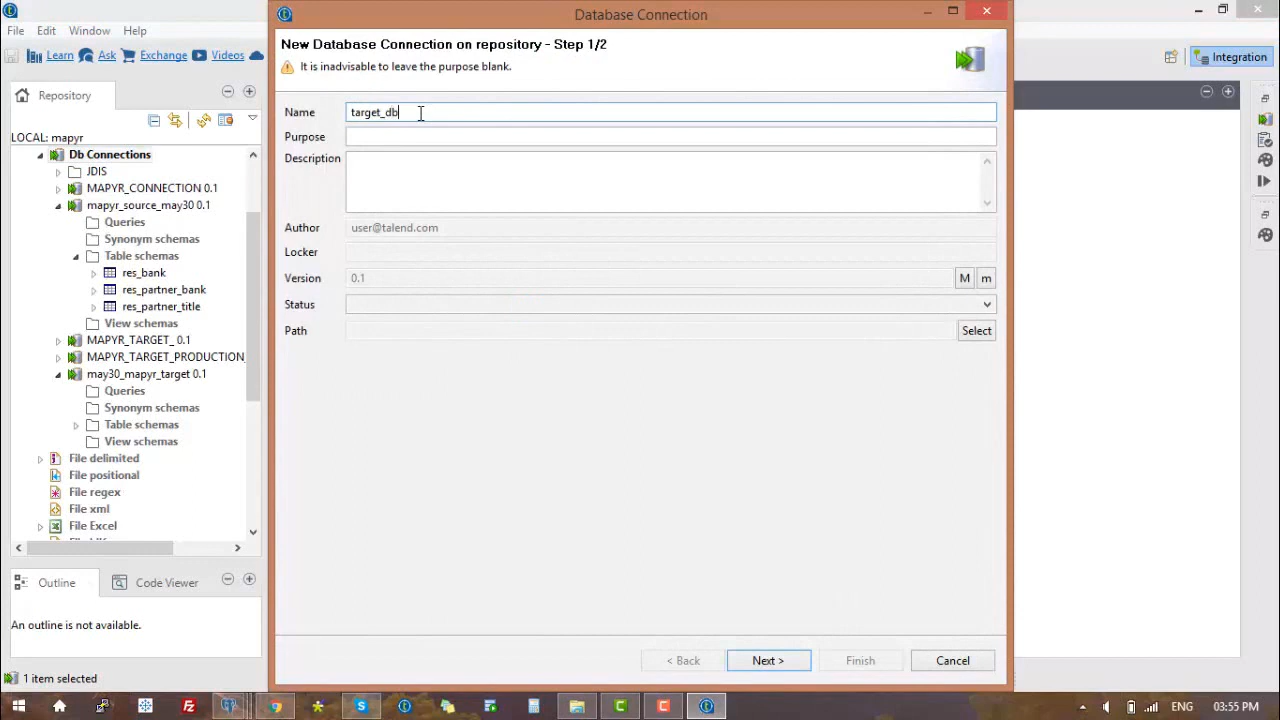 Database Connection
File Edit Window Help
Learn Ask Exchange Videos
Integration
New Database Connection on repository - Step 1/2
It is inadvisable to leave the purpose blank.
Repository
LOCAL: mapyr
Db Connections
JDIS
MAPYR_CONNECTION 0.1
mapyr_source_may30 0.1
Queries
Synonym schemas
Table schemas
res_bank
res_partner_bank
res_partner_title
View schemas
MAPYR_TARGET_ 0.1
MAPYR_TARGET_PRODUCTION_
may30_mapyr_target 0.1
Queries
Synonym schemas
Table schemas
View schemas
File delimited
File positional
File regex
File xml
File Excel
Name target_db
Purpose
Description
Author user@talend.com
Locker
Version 0.1 M m
Status
Path Select
Outline Code Viewer
An outline is not available.
< Back Next > Finish Cancel
1 item selected
ENG 03:55 PM